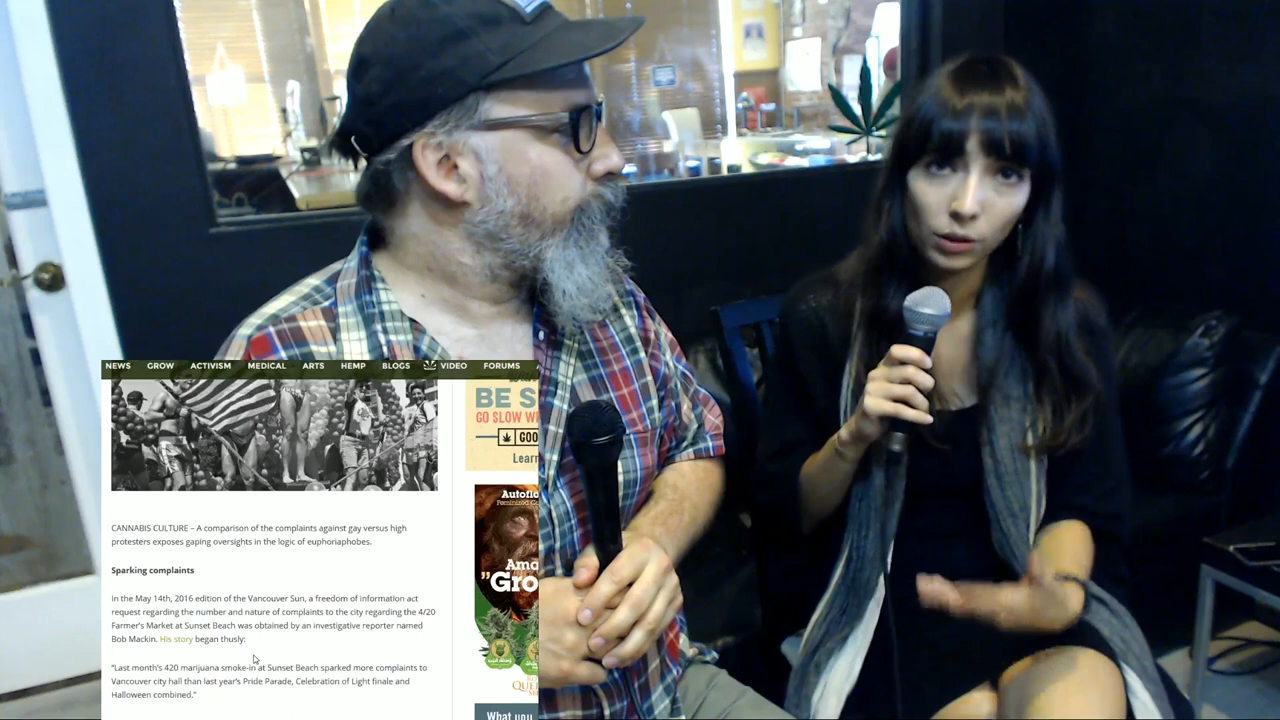 NEWS GROW ACTIVISM MEDICAL ARTS HEMP BLOGS VIDEO FORUMS
BE S
GO SLOW W
GOO
Learn
CANNABIS CULTURE – A comparison of the complaints against gay versus high
protesters exposes gaping oversights in the logic of euphoriaphobes.
Sparking complaints
In the May 14th, 2016 edition of the Vancouver Sun, a freedom of information act
request regarding the number and nature of complaints to the city regarding the 4/20
Farmer's Market at Sunset Beach was obtained by an investigative reporter named
Bob Mackin. His story began thusly:
"Last month's 420 marijuana smoke-in at Sunset Beach sparked more complaints to
Vancouver city hall than last year's Pride Parade, Celebration of Light finale and
Halloween combined."
Autoflo
Feminized G
Ama
"Gro
What you